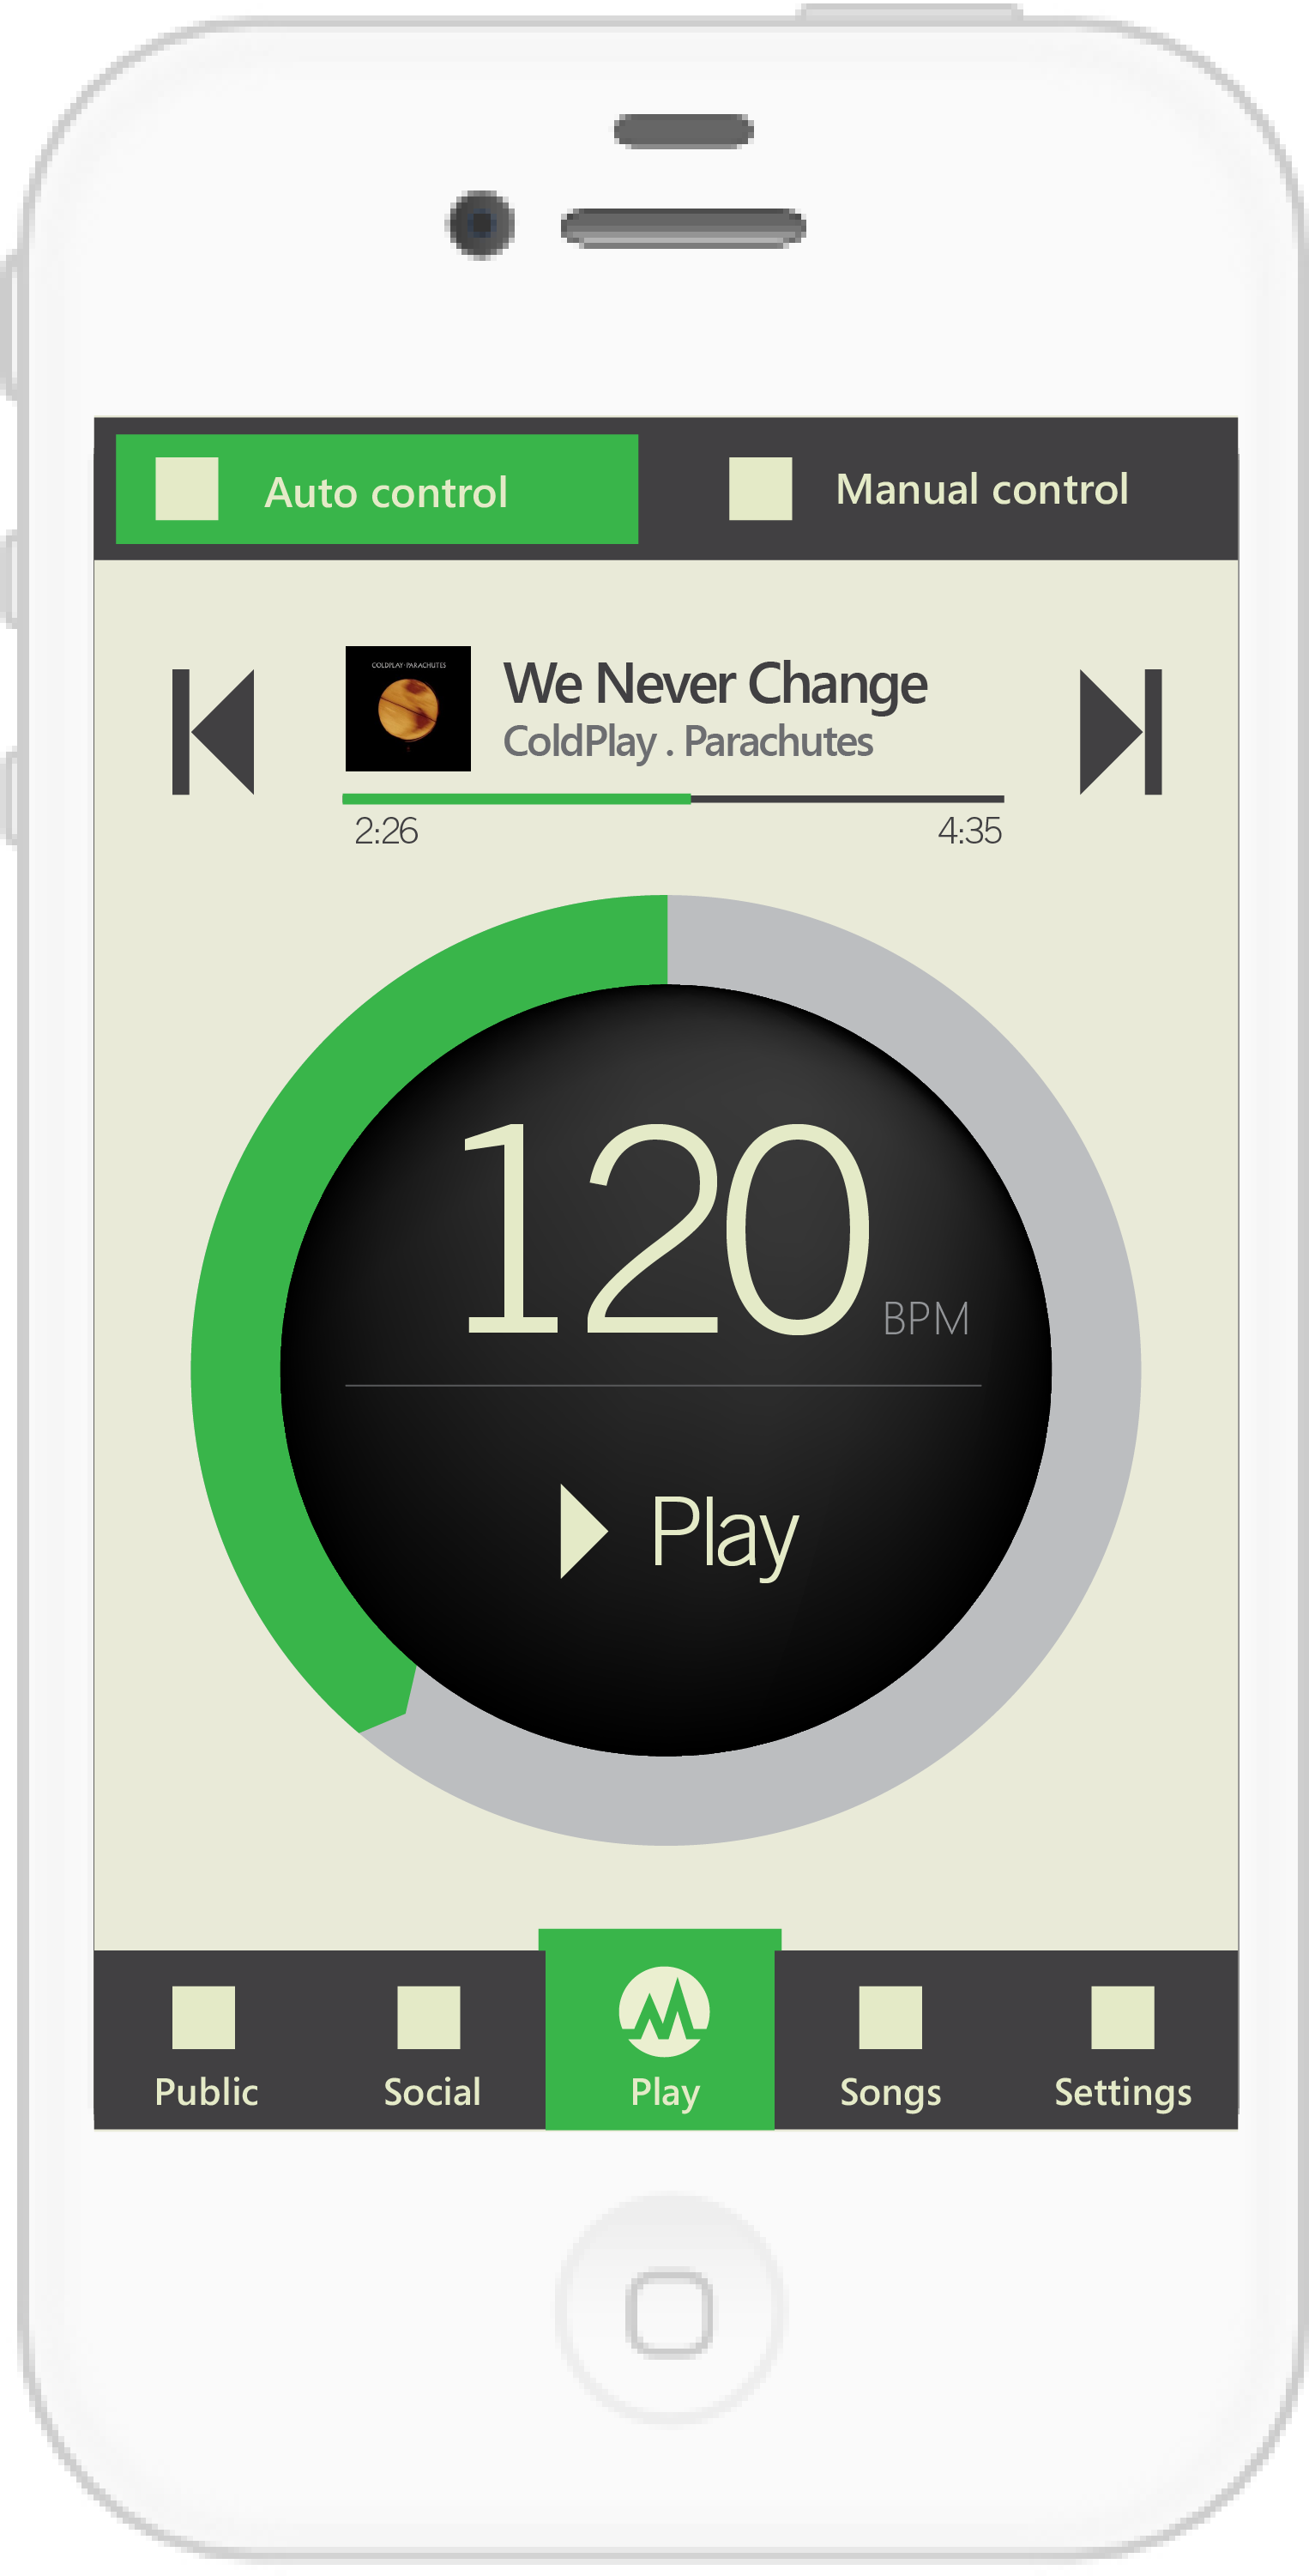 Auto control
Manual control
COLDPLAY·PARACHUTES
We Never Change
ColdPlay . Parachutes
2:26
4:35
120 BPM
Play
Public
Social
Play
Songs
Settings